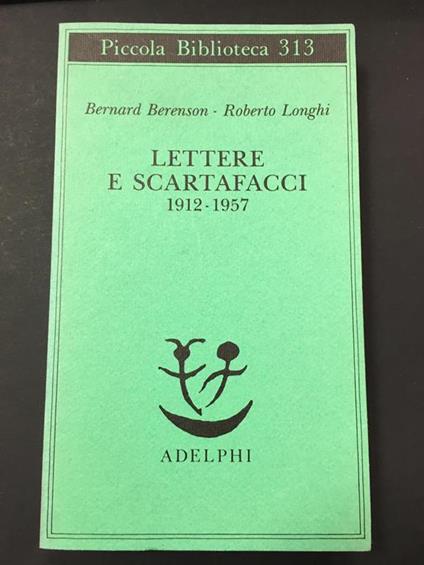 Piccola Biblioteca 313
Bernard Berenson - Roberto Longhi
LETTERE
E SCARTAFACCI
1912-1957
ADELPHI